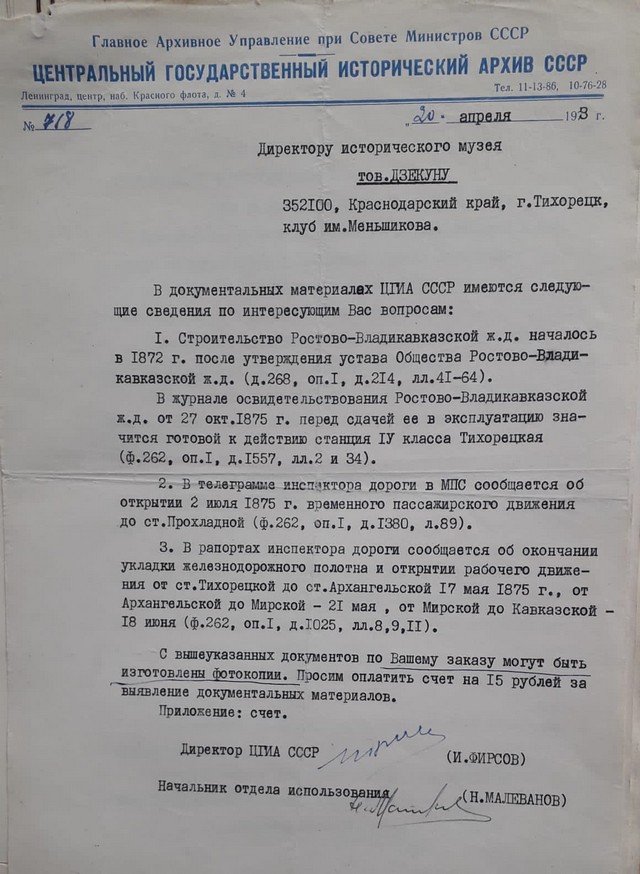 Главное Архивное Управление при Совете Министров СССР
ЦЕНТРАЛЬНЫЙ ГОСУДАРСТВЕННЫЙ ИСТОРИЧЕСКИЙ АРХИВ СССР
Ленинград, центр, наб. Красного флота, д. № 4 Тел. 11-13-86, 10-76-28
№ 718 „20. апреля 198 г.
Директору исторического музея
тов.ДЗЕКУНУ
352100, Краснодарский край, г.Тихорецк,
клуб им.Меньшикова.
В документальных материалах ЦГИА СССР имеются следую-
щие сведения по интересующим Вас вопросам:
I. Строительство Ростово-Владикавказской ж.д. началось
в 1872 г. после утверждения устава Общества Ростово-Влади-
кавказской ж.д. (д.268, оп.I, д.214, лл.41-64).
В журнале освидетельствования Ростово-Владикавказской
ж.д. от 27 окт.1875 г. перед сдачей ее в эксплуатацию зна-
чится готовой к действию станция IУ класса Тихорецкая
(ф.262, оп.I, д.1557, лл.2 и 34).
2. В телеграмме инспектора дороги в МПС сообщается об
открытии 2 июля 1875 г. временного пассажирского движения
до ст.Прохладной (ф.262, оп.I, д.1380, л.89).
3. В рапортах инспектора дороги сообщается об окончании
укладки железнодорожного полотна и открытии рабочего движе-
ния от ст.Тихорецкой до ст.Архангельской 17 мая 1875 г., от
Архангельской до Мирской - 21 мая , от Мирской до Кавказской -
18 июня (ф.262, оп.I, д.1025, лл.8,9,II).
С вышеуказанных документов по Вашему заказу могут быть
изготовлены фотокопии. Просим оплатить счет на 15 рублей за
выявление документальных материалов.
Приложение: счет.
Директор ЦГИА СССР (И.ФИРСОВ)
Начальник отдела использования (Н.МАЛЕВАНОВ)